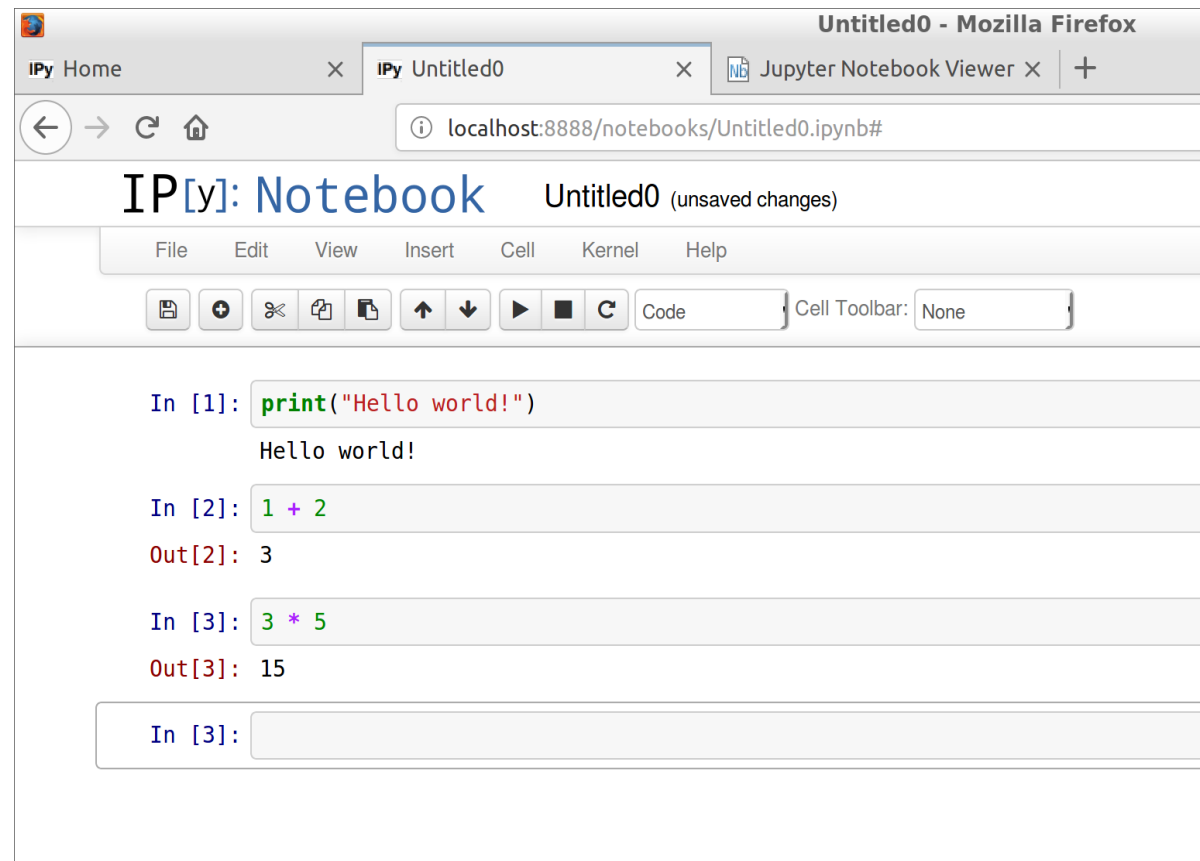 Untitled0 - Mozilla Firefox
IPy Home IPy Untitled0 Nb Jupyter Notebook Viewer
localhost:8888/notebooks/Untitled0.ipynb#
IP[y]: Notebook Untitled0 (unsaved changes)
File Edit View Insert Cell Kernel Help
Code Cell Toolbar: None
In [1]: print("Hello world!")
Hello world!
In [2]: 1 + 2
Out[2]: 3
In [3]: 3 * 5
Out[3]: 15
In [3]: